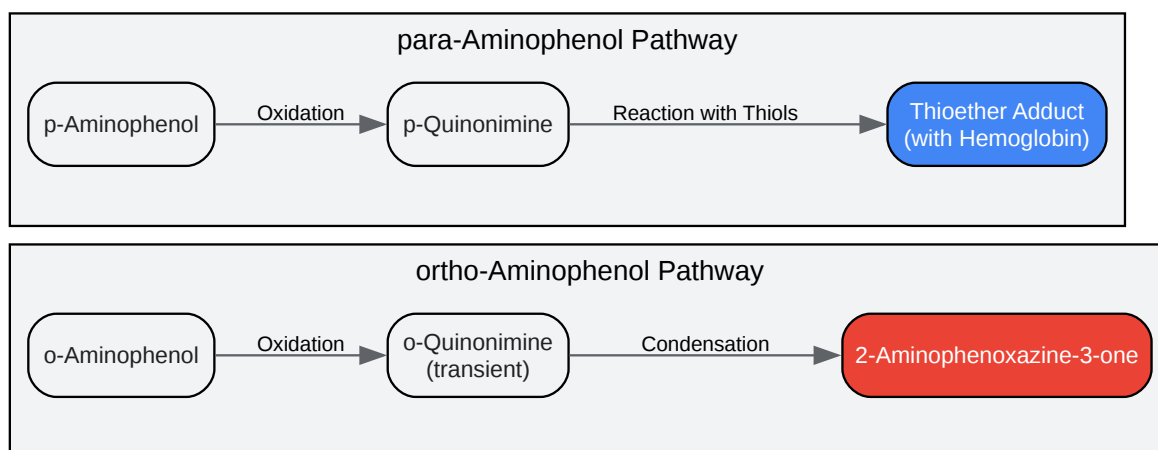 para-Aminophenol Pathway
p-Aminophenol
Oxidation
p-Quinonimine
Reaction with Thiols
Thioether Adduct
(with Hemoglobin)
ortho-Aminophenol Pathway
o-Aminophenol
Oxidation
o-Quinonimine
(transient)
Condensation
2-Aminophenoxazine-3-one